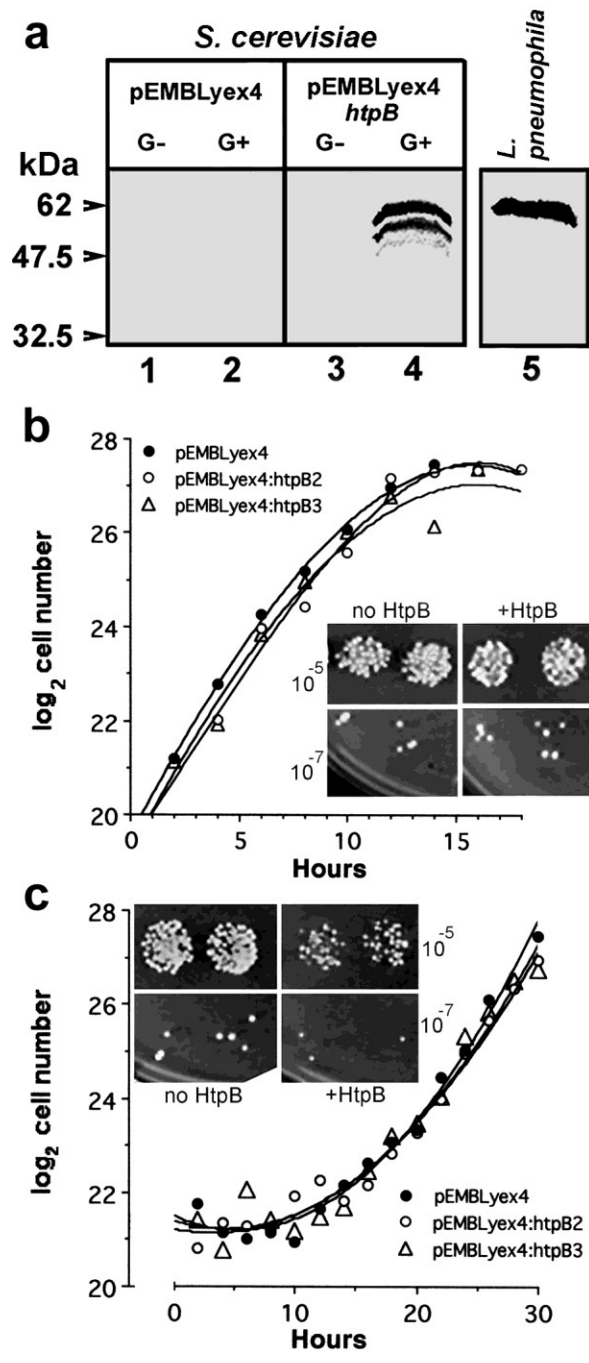 a
S. cerevisiae
pEMBLyex4
pEMBLyex4
htpB
L.
pneumophila
G- G+ G- G+
kDa
62
47.5
32.5
1 2 3 4 5
b
pEMBLyex4
pEMBLyex4:htpB2
pEMBLyex4:htpB3
28
26
24
22
20
log2 cell number
no HtpB +HtpB
10-5
10-7
0 5 10 15
Hours
c
28
26
24
22
20
log2 cell number
10-5
10-7
no HtpB +HtpB
pEMBLyex4
pEMBLyex4:htpB2
pEMBLyex4:htpB3
0 10 20 30
Hours